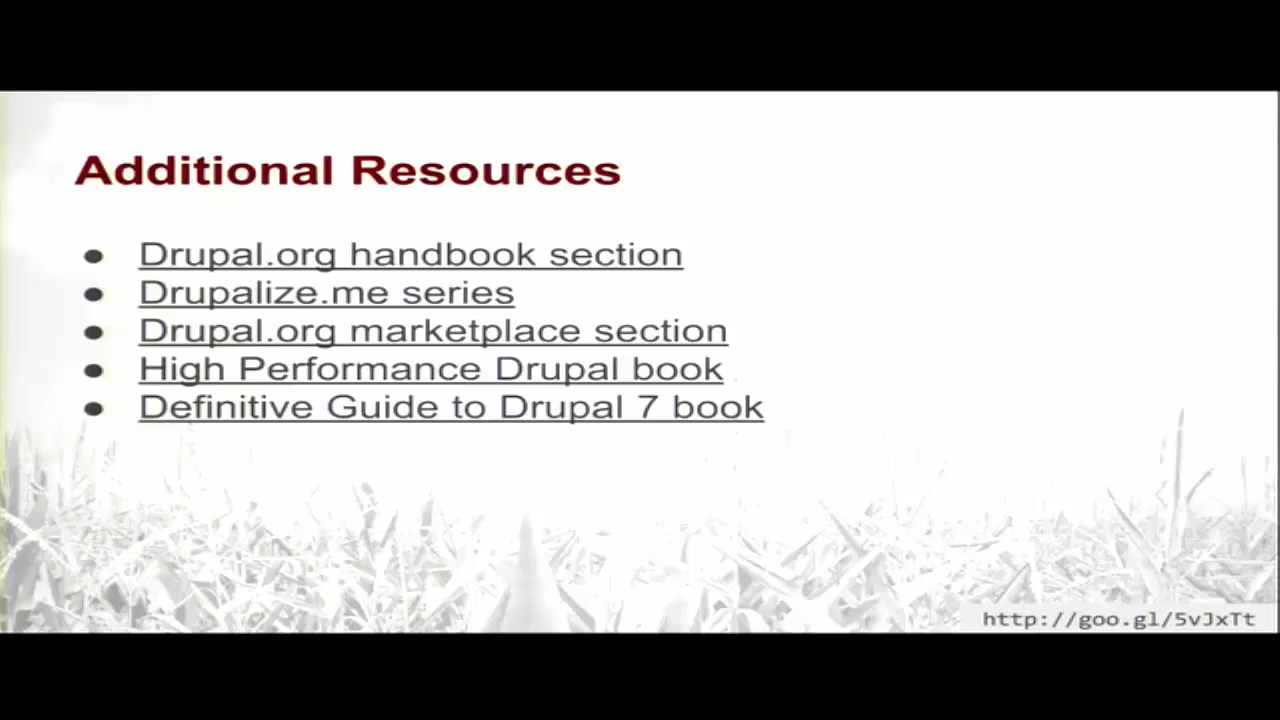 Additional Resources
● Drupal.org handbook section
● Drupalize.me series
● Drupal.org marketplace section
● High Performance Drupal book
● Definitive Guide to Drupal 7 book
http://goo.gl/5vJxTt